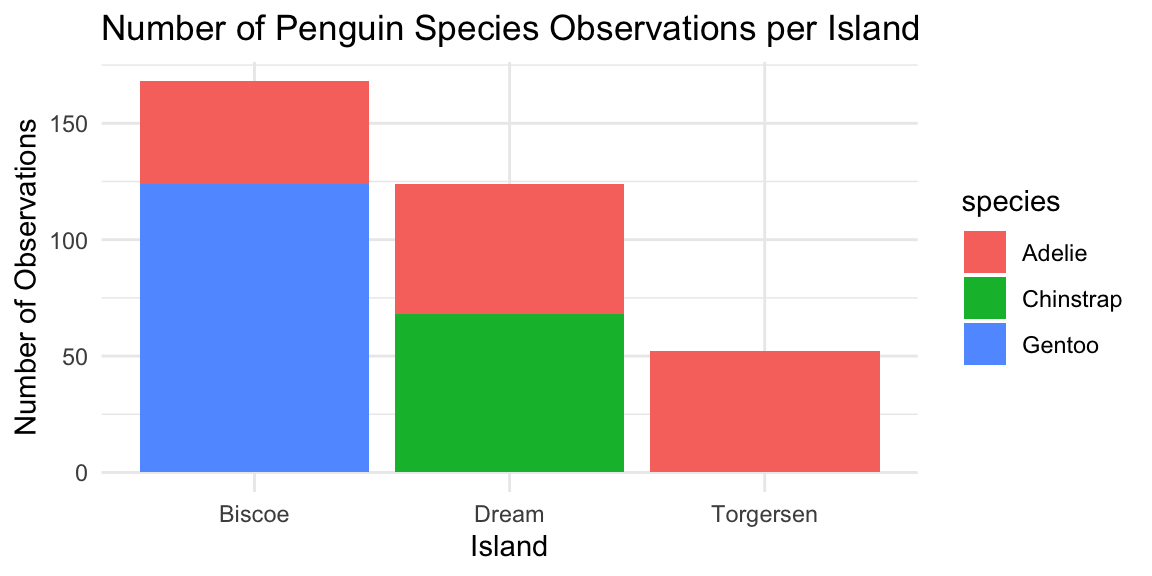 Number of Penguin Species Observations per Island
Number of Observations
150
100
50
0
Biscoe
Dream
Torgersen
Island
species
Adelie
Chinstrap
Gentoo